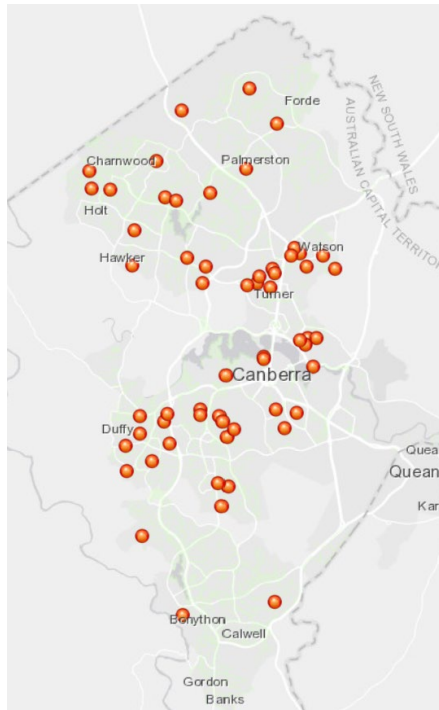 Forde
NEW SOUTH WALES
AUSTRALIAN CAPITAL TERRITOR
Charnwood
Palmerston
Holt
Watson
Hawker
Turner
Canberra
Duffy
Quea
Quean
Kar
Bonython
Calwell
Gordon
Banks